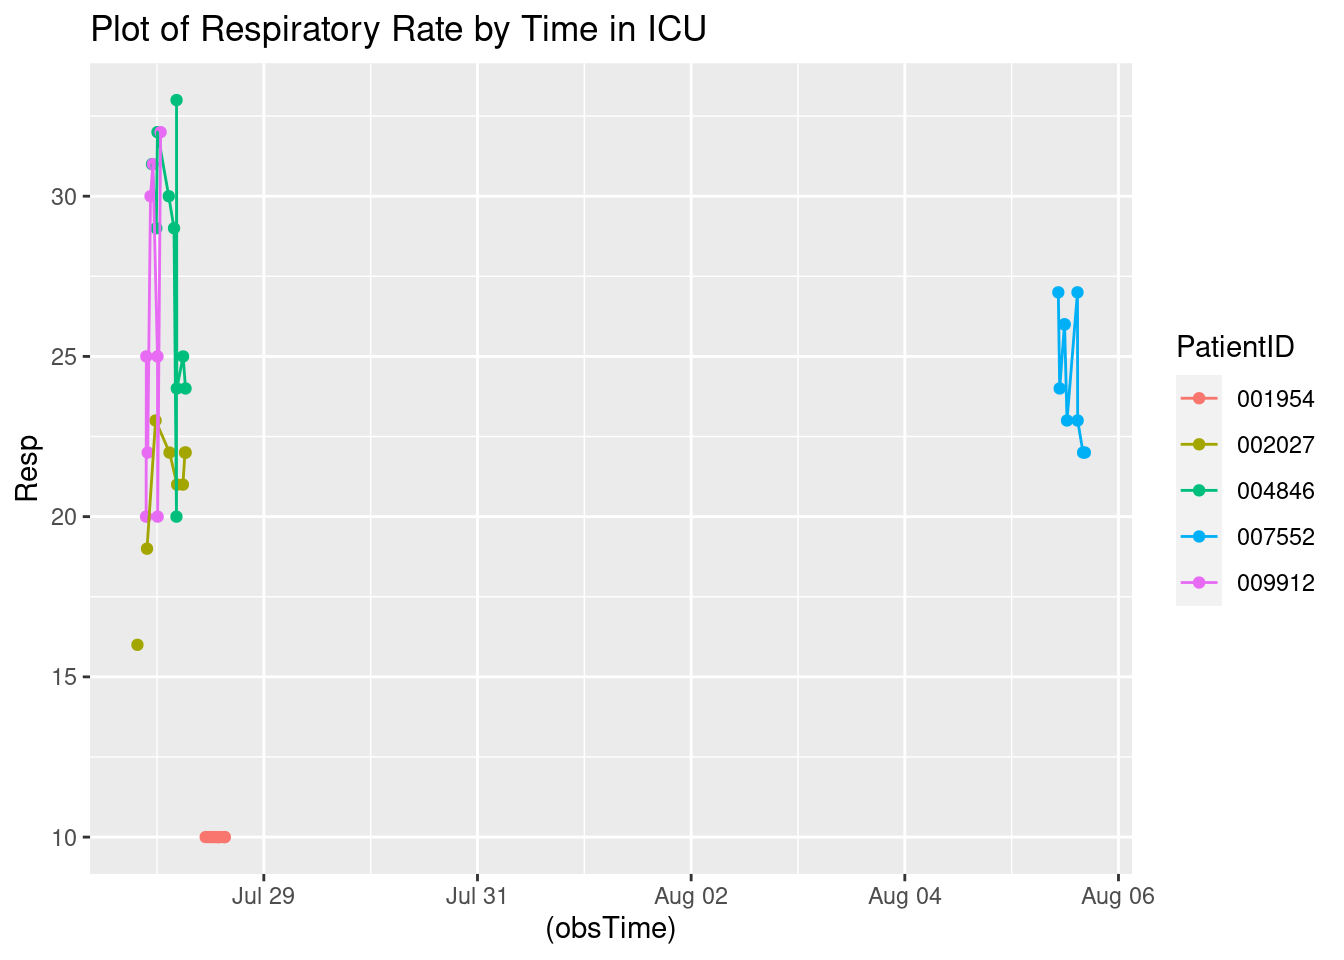 Plot of Respiratory Rate by Time in ICU
30
25
20
15
10
Resp
Jul 29
Jul 31
Aug 02
Aug 04
Aug 06
(obsTime)
PatientID
001954
002027
004846
007552
009912